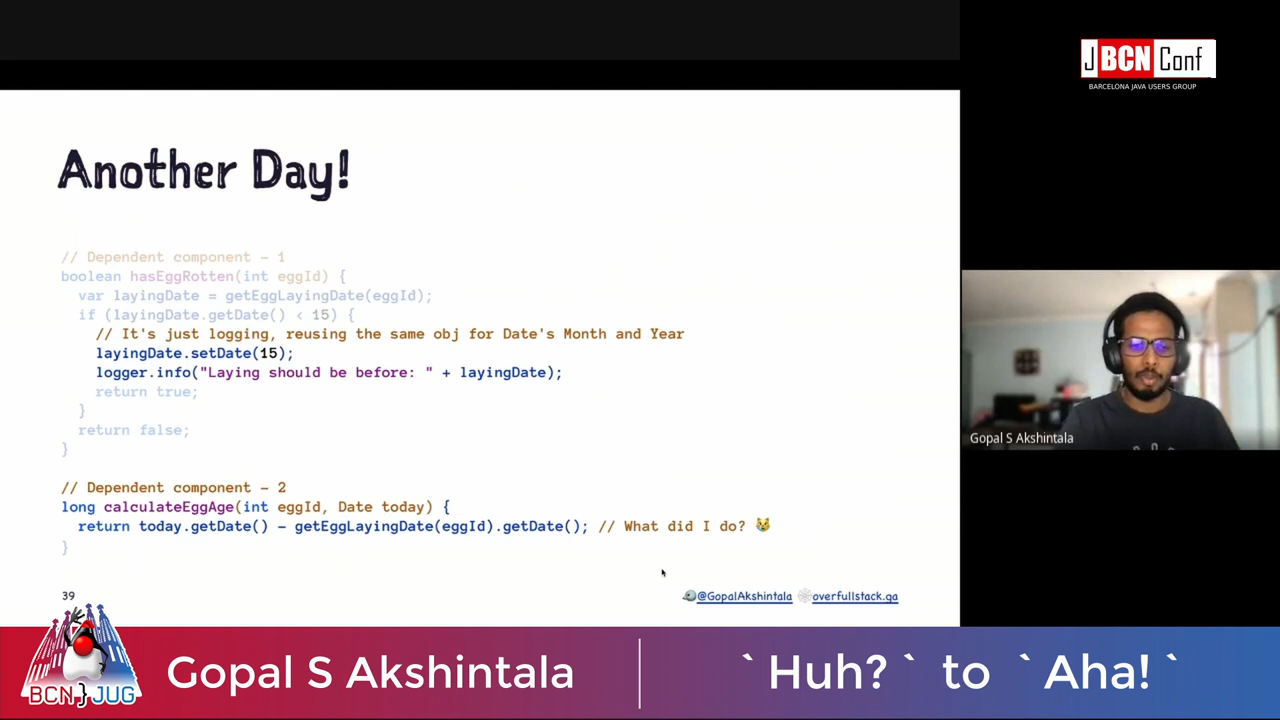 J BCN Conf
BARCELONA JAVA USERS GROUP
Another Day!
// Dependent component - 1
boolean hasEggRotten(int eggId) {
var layingDate = getEggLayingDate(eggId);
if (layingDate.getDate() < 15) {
// It's just logging, reusing the same obj for Date's Month and Year
layingDate.setDate(15);
logger.info("Laying should be before: " + layingDate);
return true;
}
return false;
}
// Dependent component - 2
long calculateEggAge(int eggId, Date today) {
return today.getDate() - getEggLayingDate(eggId).getDate(); // What did I do? 😿
}
39
@GopalAkshintala
overfullstack.ga
Gopal S Akshintala
BCN } JUG
Gopal S Akshintala
`Huh?` to `Aha!`